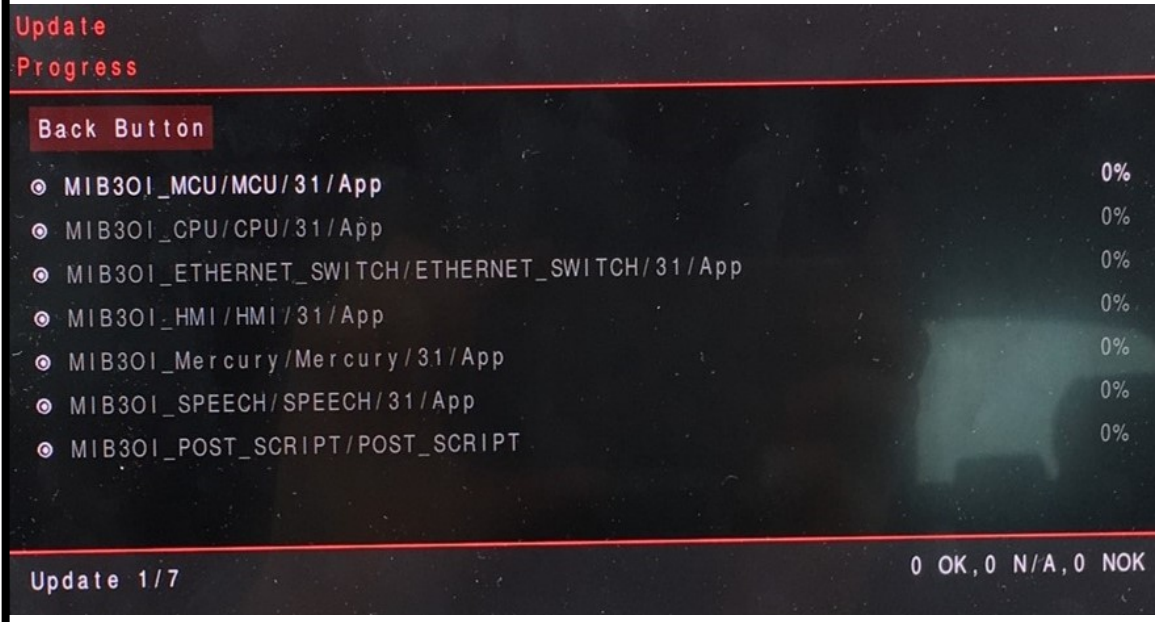 Update
Progress
Back Button
MIB3OI_MCU/MCU/31/App 0%
MIB3OI_CPU/CPU/31/App 0%
MIB3OI_ETHERNET_SWITCH/ETHERNET_SWITCH/31/App 0%
MIB3OI_HMI/HMI/31/App 0%
MIB3OI_Mercury/Mercury/31/App 0%
MIB3OI_SPEECH/SPEECH/31/App 0%
MIB3OI_POST_SCRIPT/POST_SCRIPT 0%
Update 1/7 0 OK,0 N/A,0 NOK